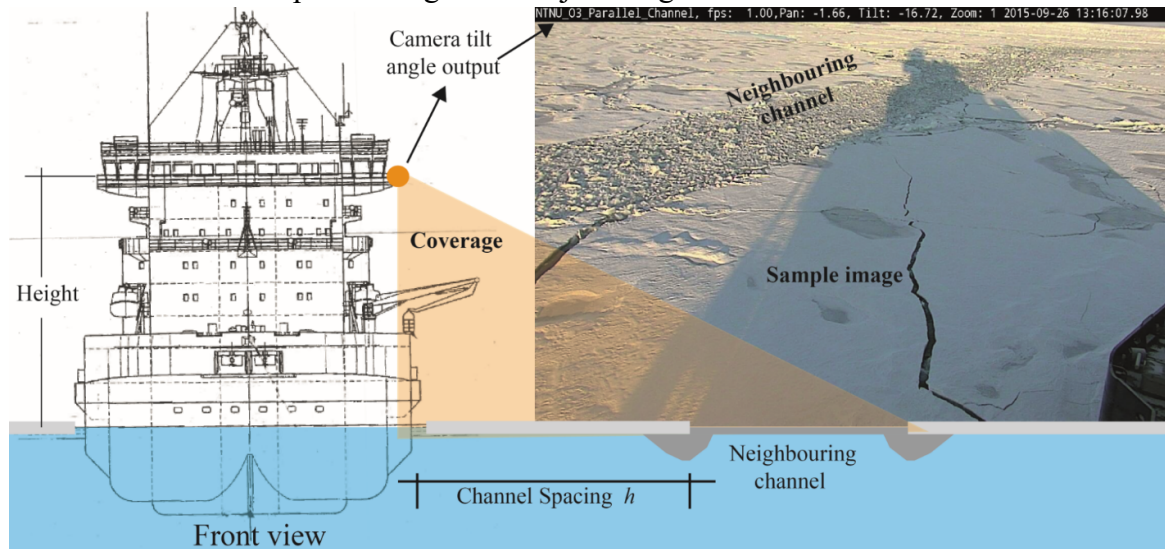 NTNU_03_Parallel_Channel, fps: 1.00,Pan: -1.66, Tilt: -16.72, Zoom: 1 2015-09-26 13:16:07.98
Camera tilt
angle output
Neighbouring
channel
Coverage
Sample image
Height
Neighbouring
channel
Channel Spacing h
Front view